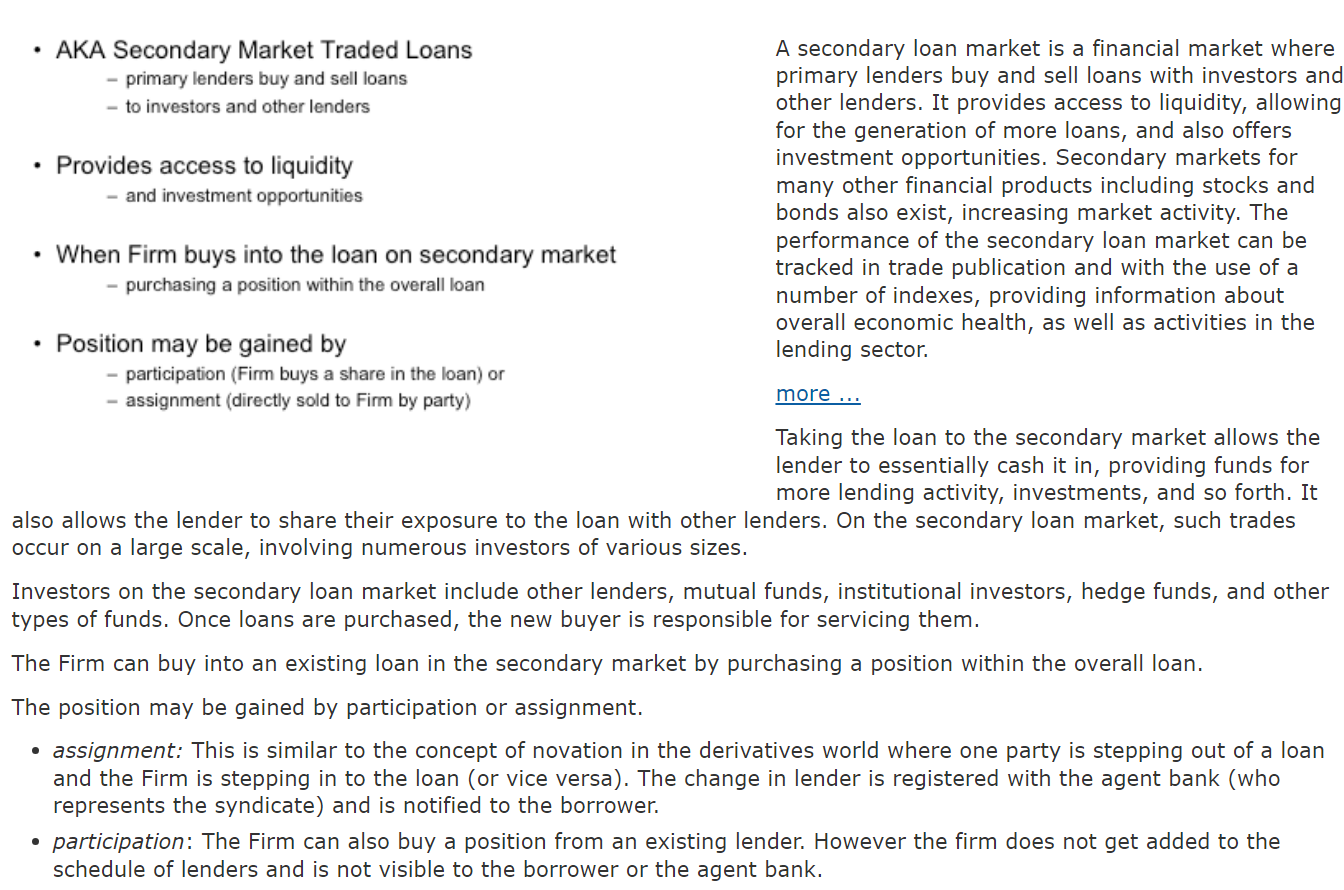 • AKA Secondary Market Traded Loans
– primary lenders buy and sell loans
– to investors and other lenders
• Provides access to liquidity
– and investment opportunities
• When Firm buys into the loan on secondary market
– purchasing a position within the overall loan
• Position may be gained by
– participation (Firm buys a share in the loan) or
– assignment (directly sold to Firm by party)
A secondary loan market is a financial market where
primary lenders buy and sell loans with investors and
other lenders. It provides access to liquidity, allowing
for the generation of more loans, and also offers
investment opportunities. Secondary markets for
many other financial products including stocks and
bonds also exist, increasing market activity. The
performance of the secondary loan market can be
tracked in trade publication and with the use of a
number of indexes, providing information about
overall economic health, as well as activities in the
lending sector.
more ...
Taking the loan to the secondary market allows the
lender to essentially cash it in, providing funds for
more lending activity, investments, and so forth. It
also allows the lender to share their exposure to the loan with other lenders. On the secondary loan market, such trades
occur on a large scale, involving numerous investors of various sizes.
Investors on the secondary loan market include other lenders, mutual funds, institutional investors, hedge funds, and other
types of funds. Once loans are purchased, the new buyer is responsible for servicing them.
The Firm can buy into an existing loan in the secondary market by purchasing a position within the overall loan.
The position may be gained by participation or assignment.
• assignment: This is similar to the concept of novation in the derivatives world where one party is stepping out of a loan
and the Firm is stepping in to the loan (or vice versa). The change in lender is registered with the agent bank (who
represents the syndicate) and is notified to the borrower.
• participation: The Firm can also buy a position from an existing lender. However the firm does not get added to the
schedule of lenders and is not visible to the borrower or the agent bank.